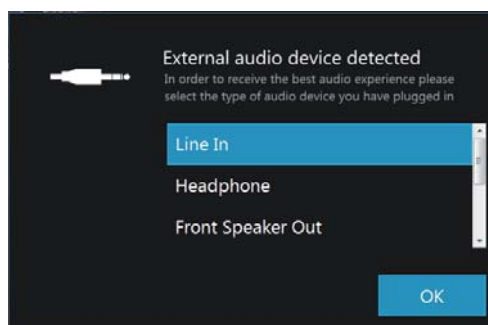 External audio device detected
In order to receive the best audio experience please
select the type of audio device you have plugged in
Line In
Headphone
Front Speaker Out
OK